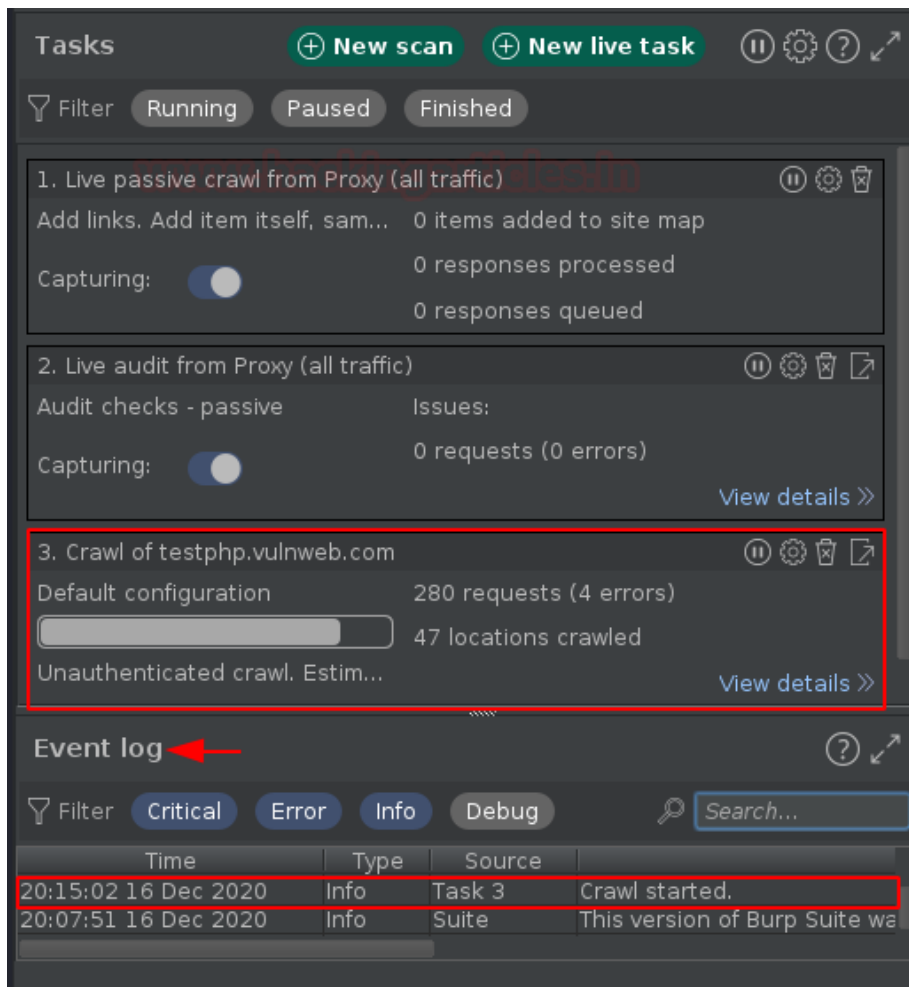 Tasks New scan New live task
Filter Running Paused Finished
www.hackingarticles.in
1. Live passive crawl from Proxy (all traffic)
Add links. Add item itself, sam... 0 items added to site map
0 responses processed
Capturing:
0 responses queued
2. Live audit from Proxy (all traffic)
Audit checks - passive Issues:
0 requests (0 errors)
Capturing:
View details
3. Crawl of testphp.vulnweb.com
Default configuration 280 requests (4 errors)
47 locations crawled
Unauthenticated crawl. Estim...
View details
Event log
Filter Critical Error Info Debug Search...
Time Type Source
20:15:02 16 Dec 2020 Info Task 3 Crawl started.
20:07:51 16 Dec 2020 Info Suite This version of Burp Suite wa